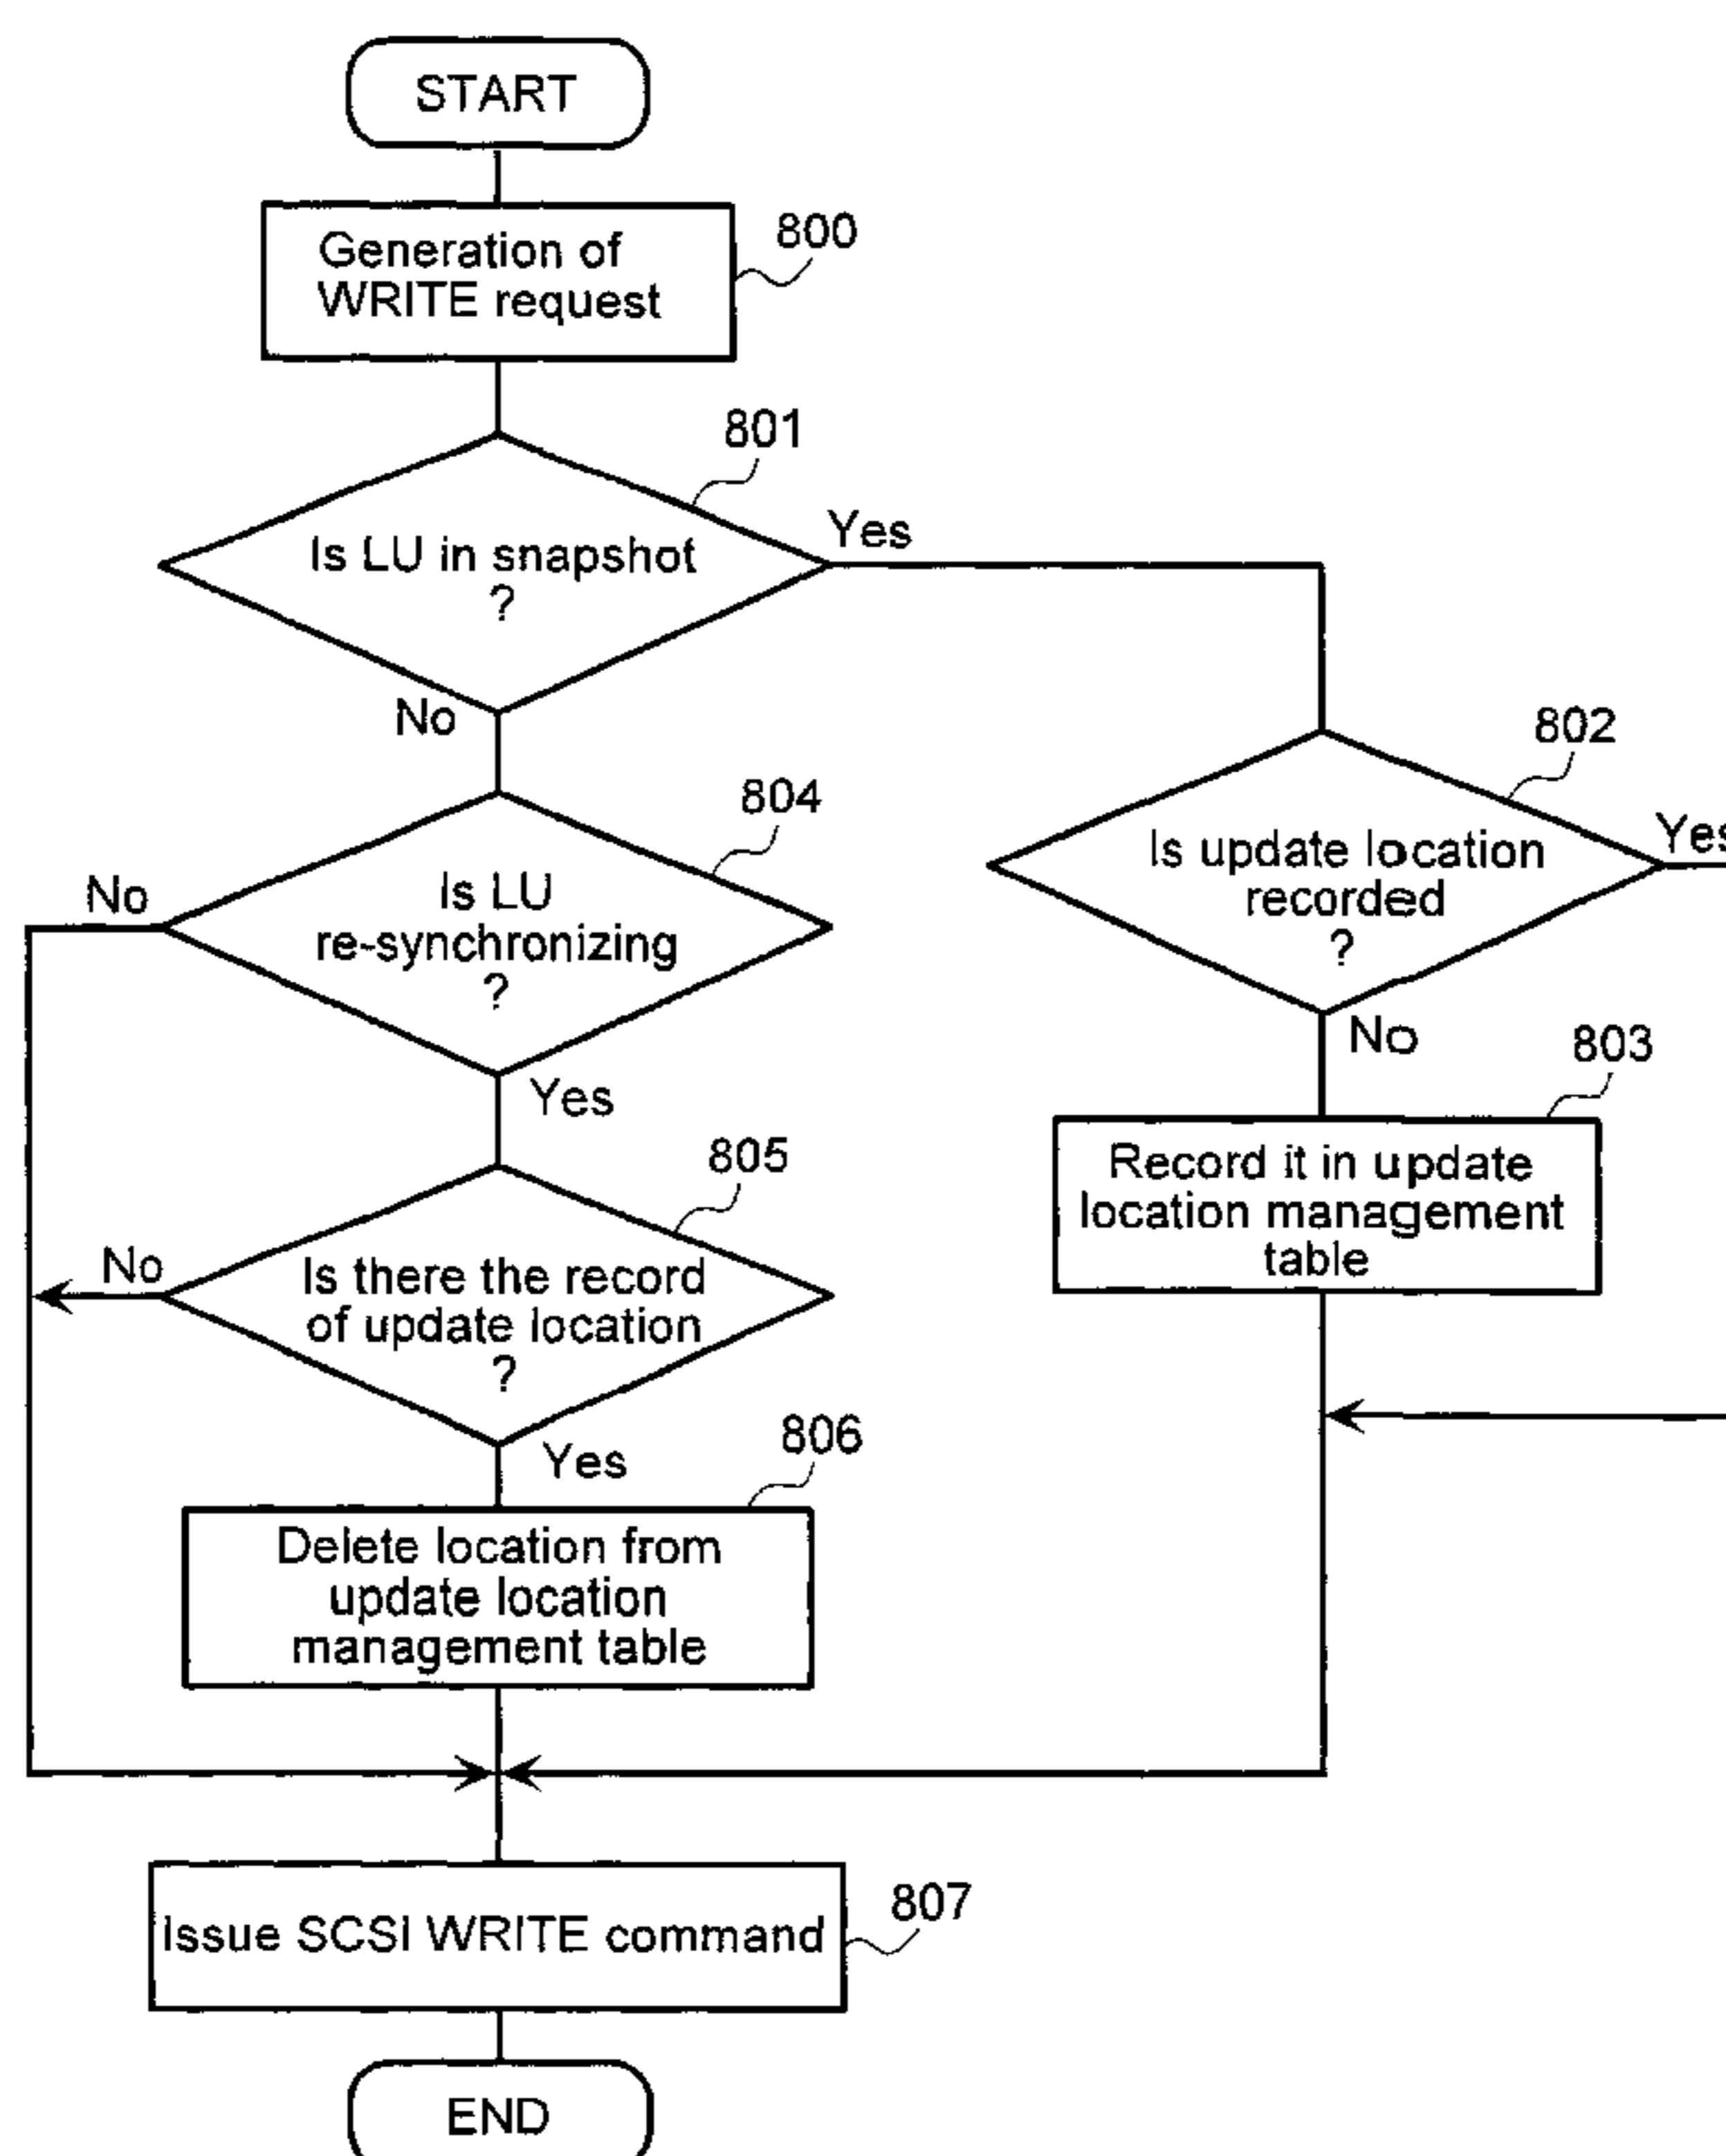 START
Generation of
WRITE request
800
801
Is LU in snapshot
?
Yes
No
802
Is update location
recorded
?
Yes
No
803
Record it in update
location management
table
804
Is LU
re-synchronizing
?
No
Yes
805
Is there the record
of update location
?
No
Yes
806
Delete location from
update location
management table
Issue SCSI WRITE command
807
END